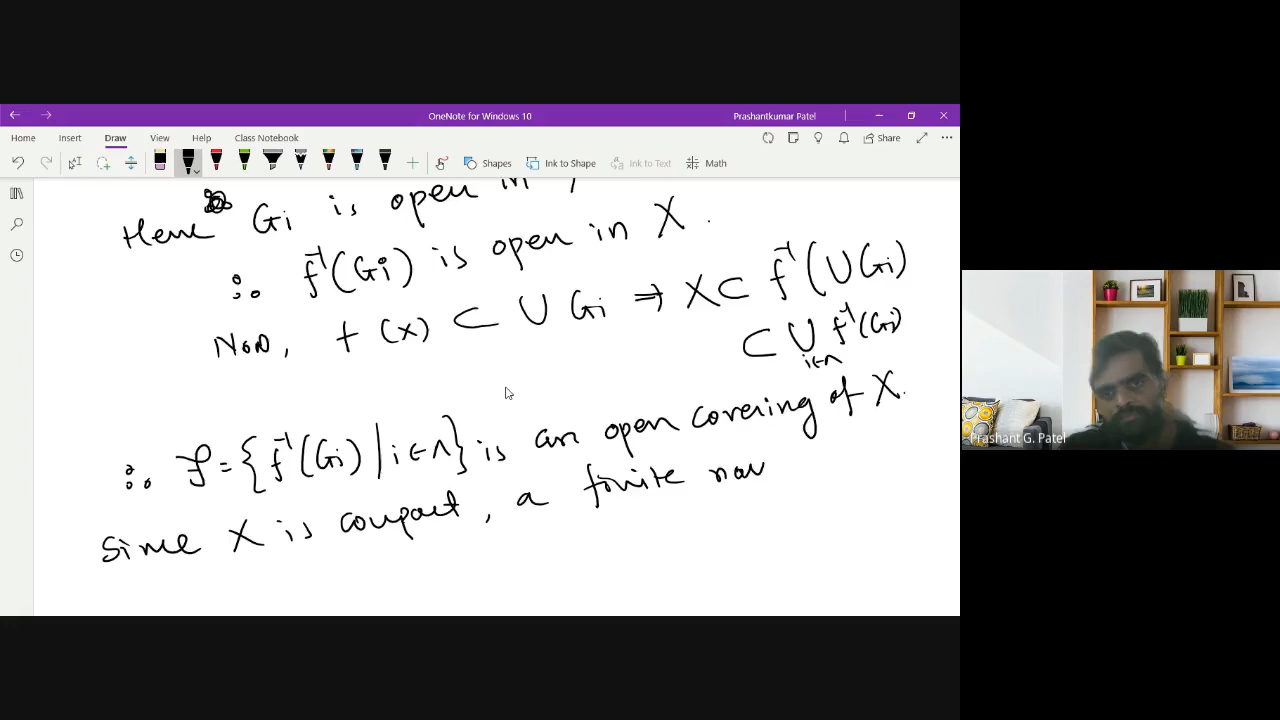 OneNote for Windows 10
Prashantkumar Patel
Home Insert Draw View Help Class Notebook
Share
Shapes Ink to Shape Ink to Text Math
Here Gi is open in
∴ f⁻¹(Gi) is open in X.
Now, f(X) ⊂ ∪ Gi ⇒ X ⊂ f⁻¹(∪ Gi)
⊂ ∪ f⁻¹(Gi)
i∈Λ
∴ 𝒻 = {f⁻¹(Gi) | i∈Λ} is an open covering of X.
Since X is compact, a finite
Prashant G. Patel